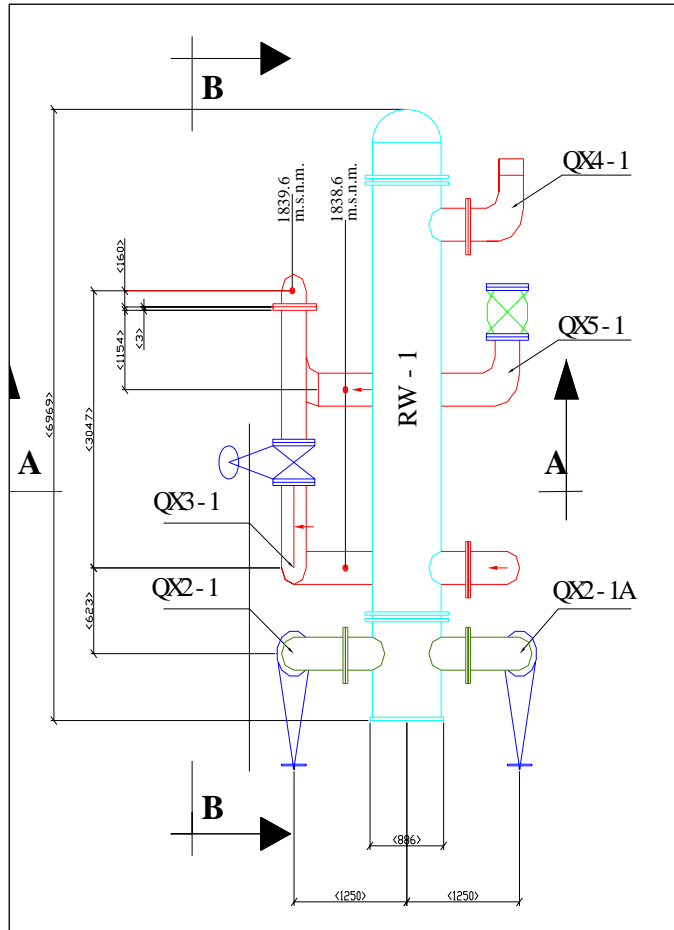 B
QX4-1
1839.6
m.s.n.m.
1838.6
m.s.n.m.
<160>
<3>
<1154>
QX5-1
RW - 1
<6969>
<3047>
A
A
QX3-1
QX2-1
QX2-1A
<623>
B
<886>
<1250>
<1250>